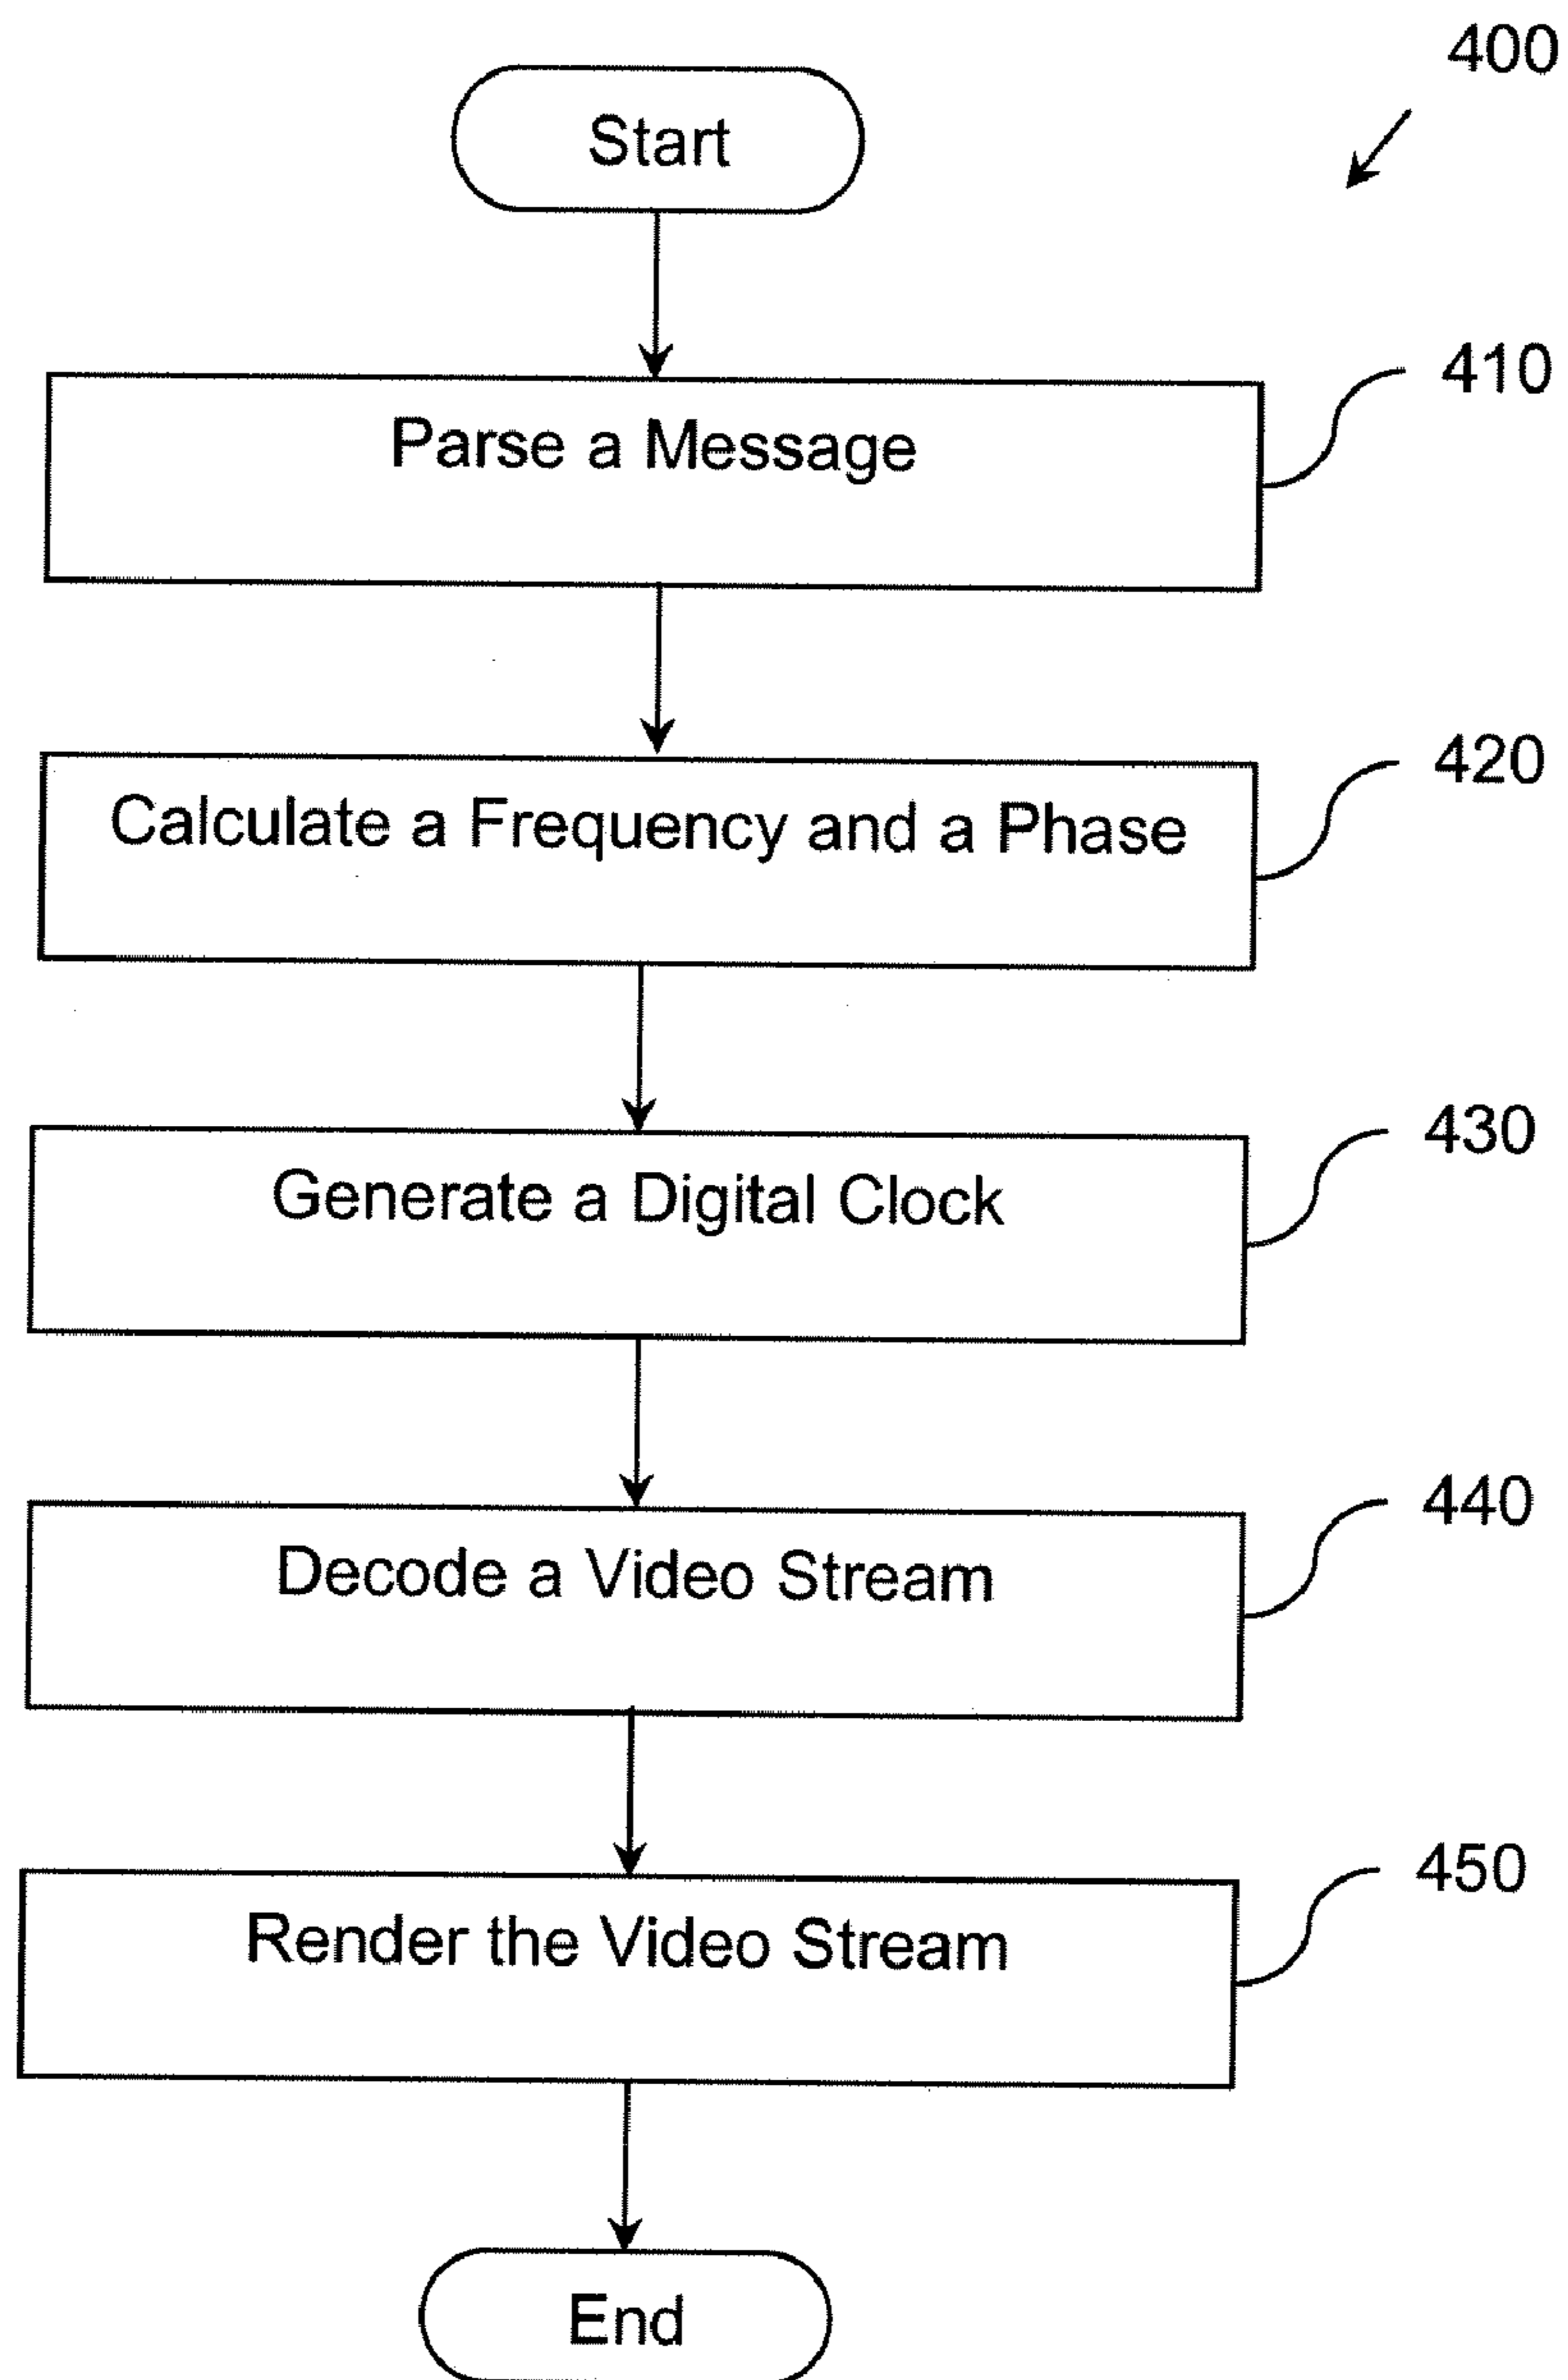 400
Start
410
Parse a Message
420
Calculate a Frequency and a Phase
430
Generate a Digital Clock
440
Decode a Video Stream
450
Render the Video Stream
End